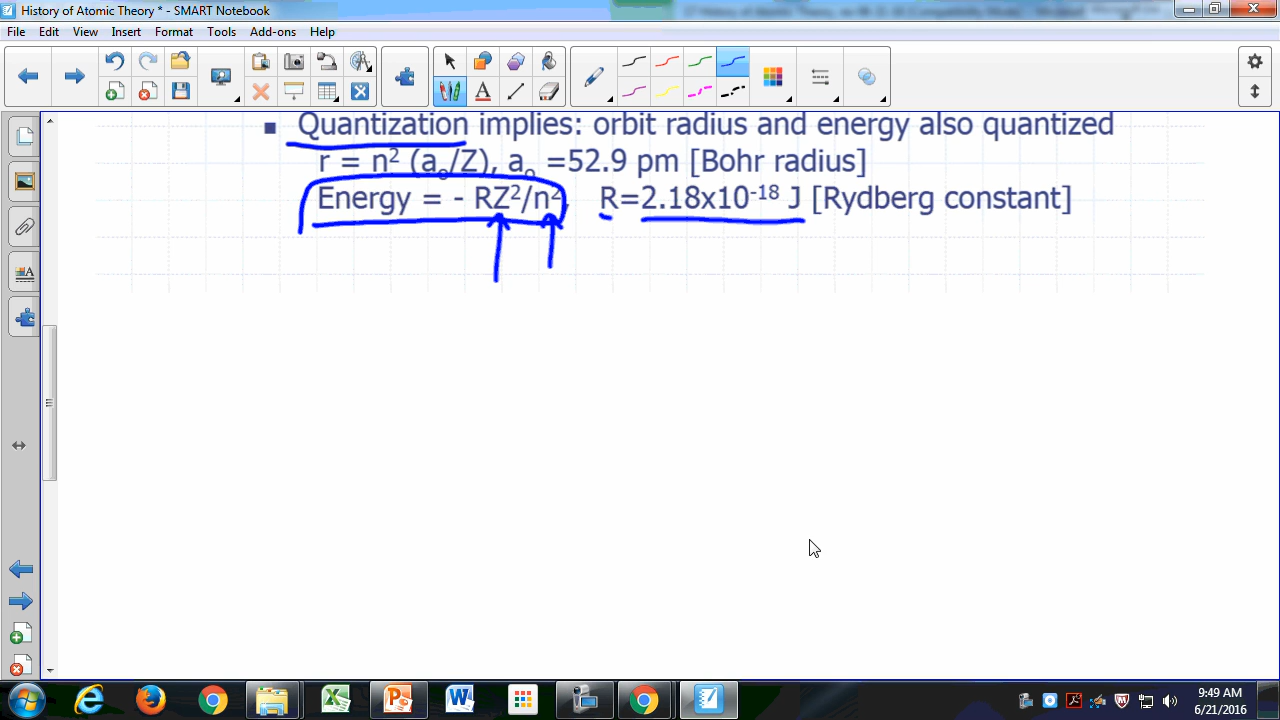 History of Atomic Theory * - SMART Notebook
File Edit View Insert Format Tools Add-ons Help
■ Quantization implies: orbit radius and energy also quantized
r = n² (aₒ/Z), aₒ =52.9 pm [Bohr radius]
Energy = - RZ²/n², R=2.18x10⁻¹⁸ J [Rydberg constant]
9:49 AM
6/21/2016